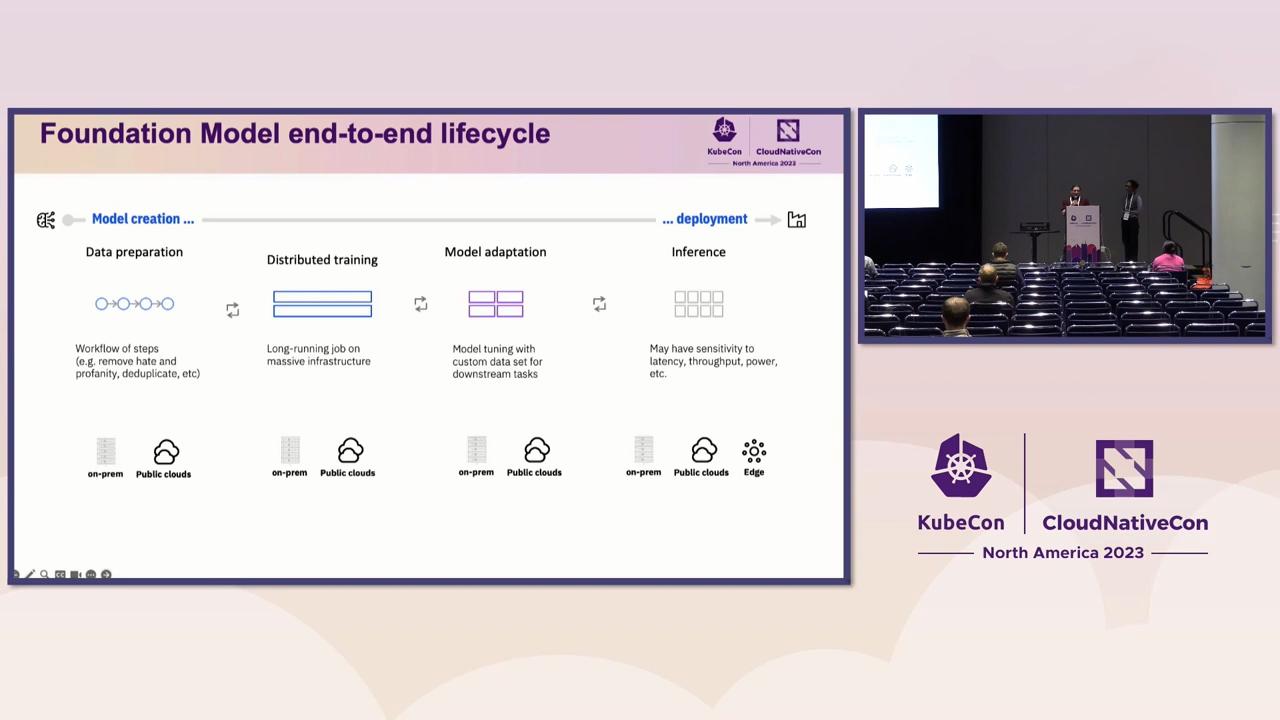 Foundation Model end-to-end lifecycle
KubeCon
CloudNativeCon
North America 2023
Model creation ...
... deployment
Data preparation
Distributed training
Model adaptation
Inference
Workflow of steps
(e.g. remove hate and
profanity, deduplicate, etc)
Long-running job on
massive infrastructure
Model tuning with
custom data set for
downstream tasks
May have sensitivity to
latency, throughput, power,
etc.
on-prem
Public clouds
on-prem
Public clouds
on-prem
Public clouds
on-prem
Public clouds
Edge
KubeCon
CloudNativeCon
North America 2023